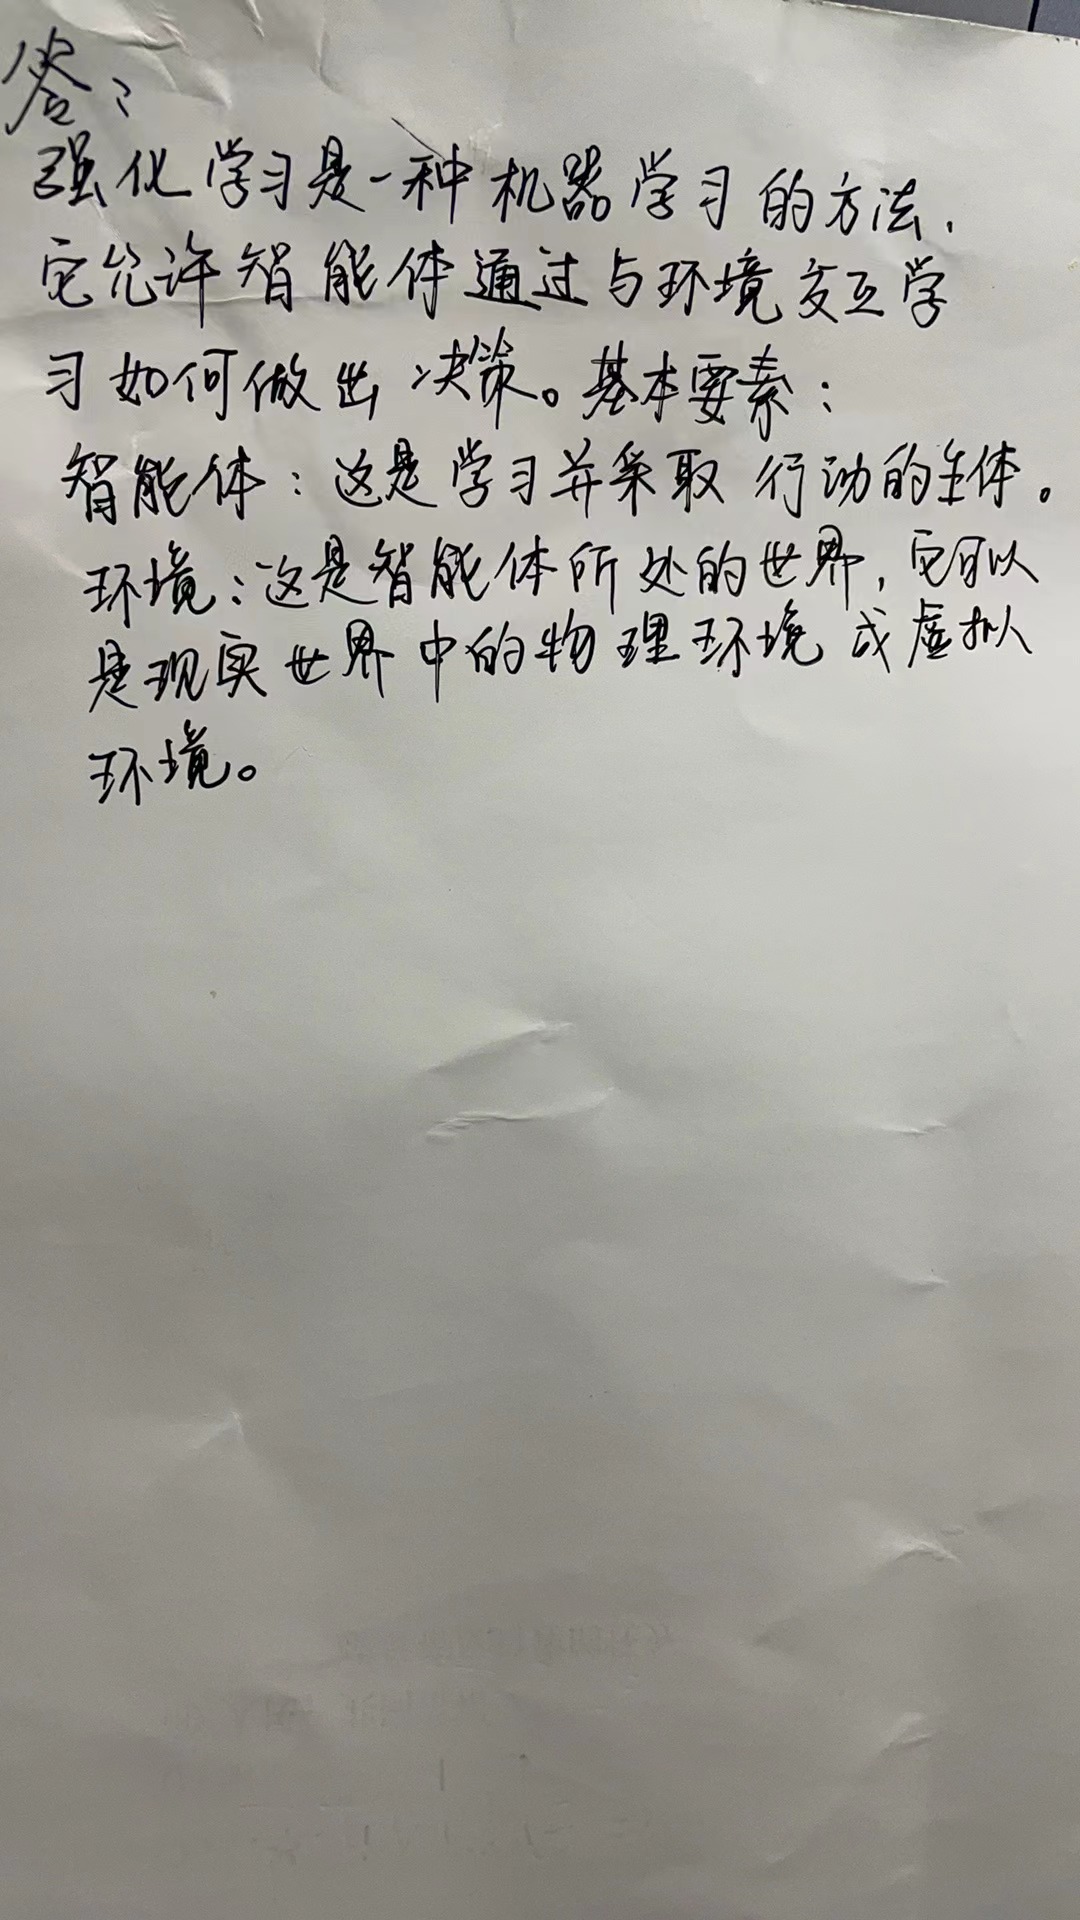 答：
强化学习是一种机器学习的方法，
它允许智能体通过与环境交互学
习如何做出决策。基本要素：
智能体：这是学习并采取行动的主体。
环境：这是智能体所处的世界，它可以
是现实世界中的物理环境或虚拟
环境。